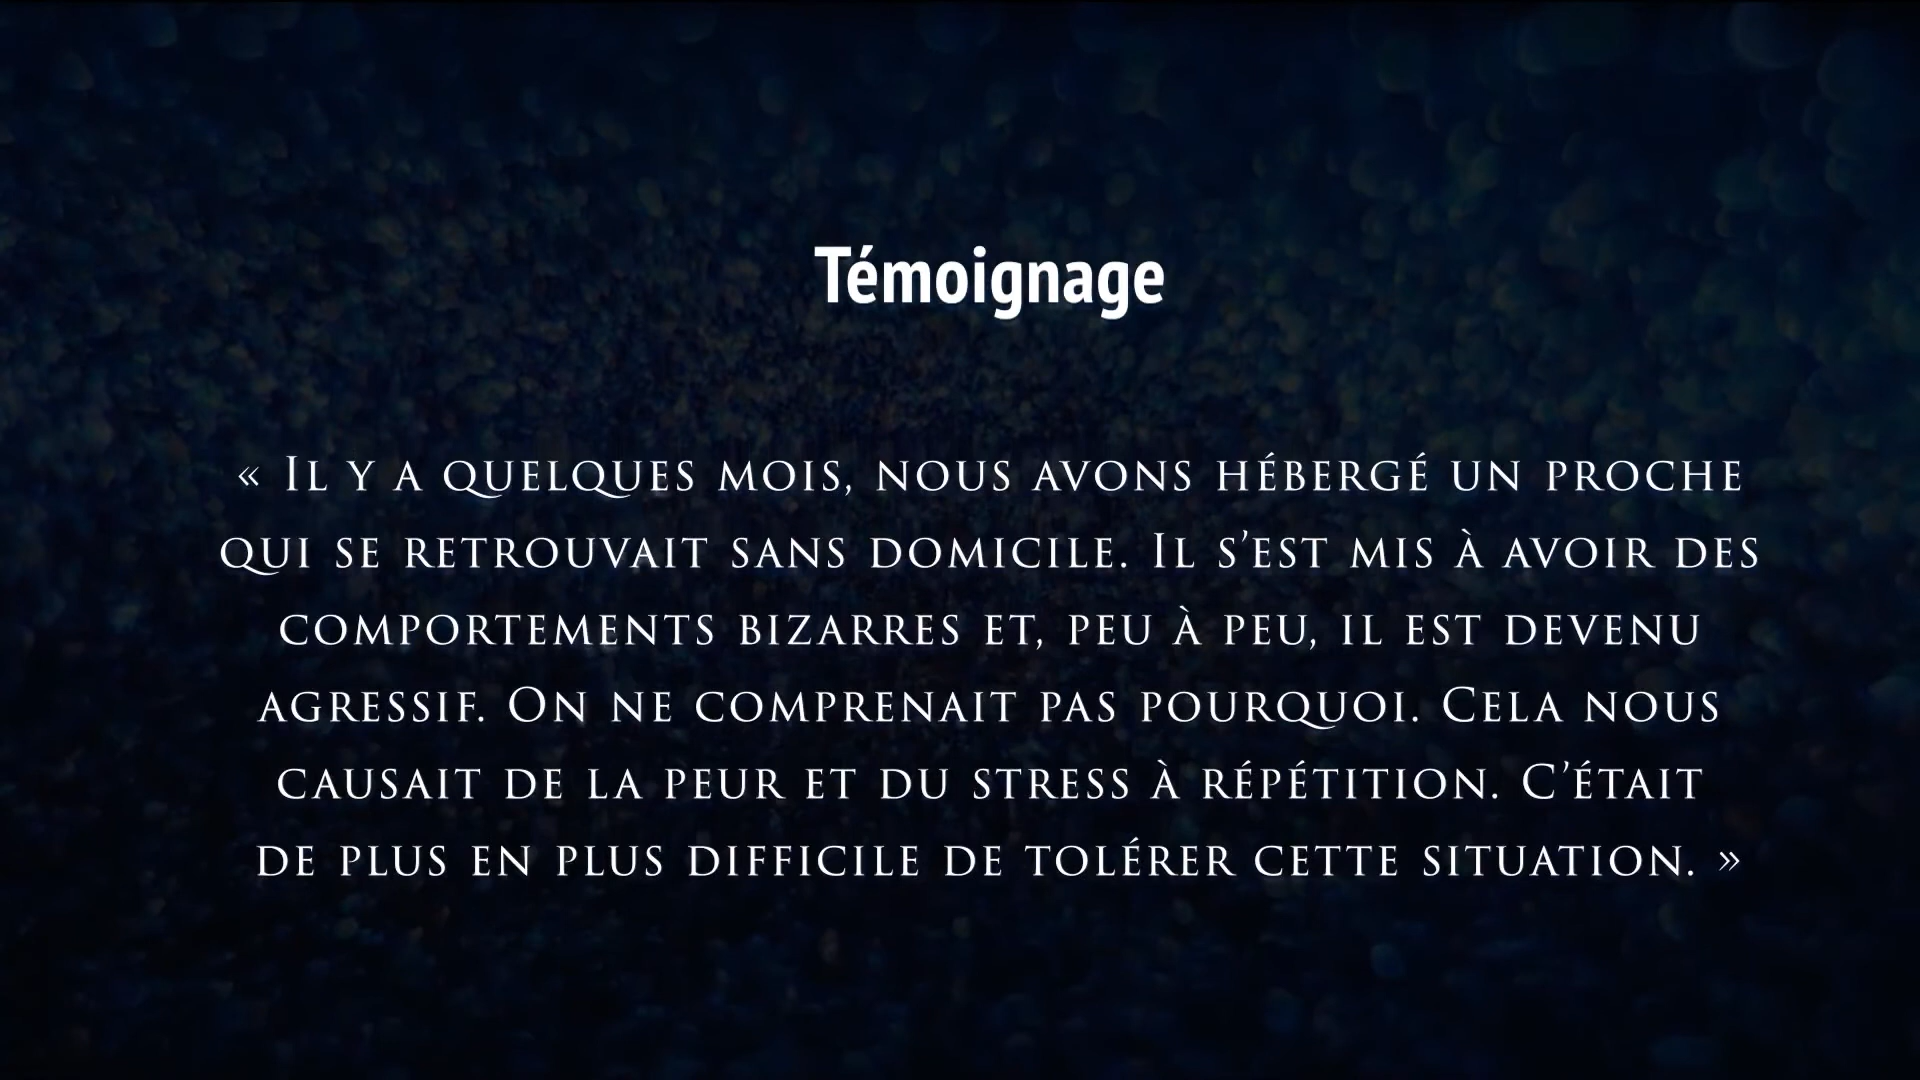 Témoignage
« Il y a quelques mois, nous avons hébergé un proche
qui se retrouvait sans domicile. Il s’est mis à avoir des
comportements bizarres et, peu à peu, il est devenu
agressif. On ne comprenait pas pourquoi. Cela nous
causait de la peur et du stress à répétition. C’était
de plus en plus difficile de tolérer cette situation. »